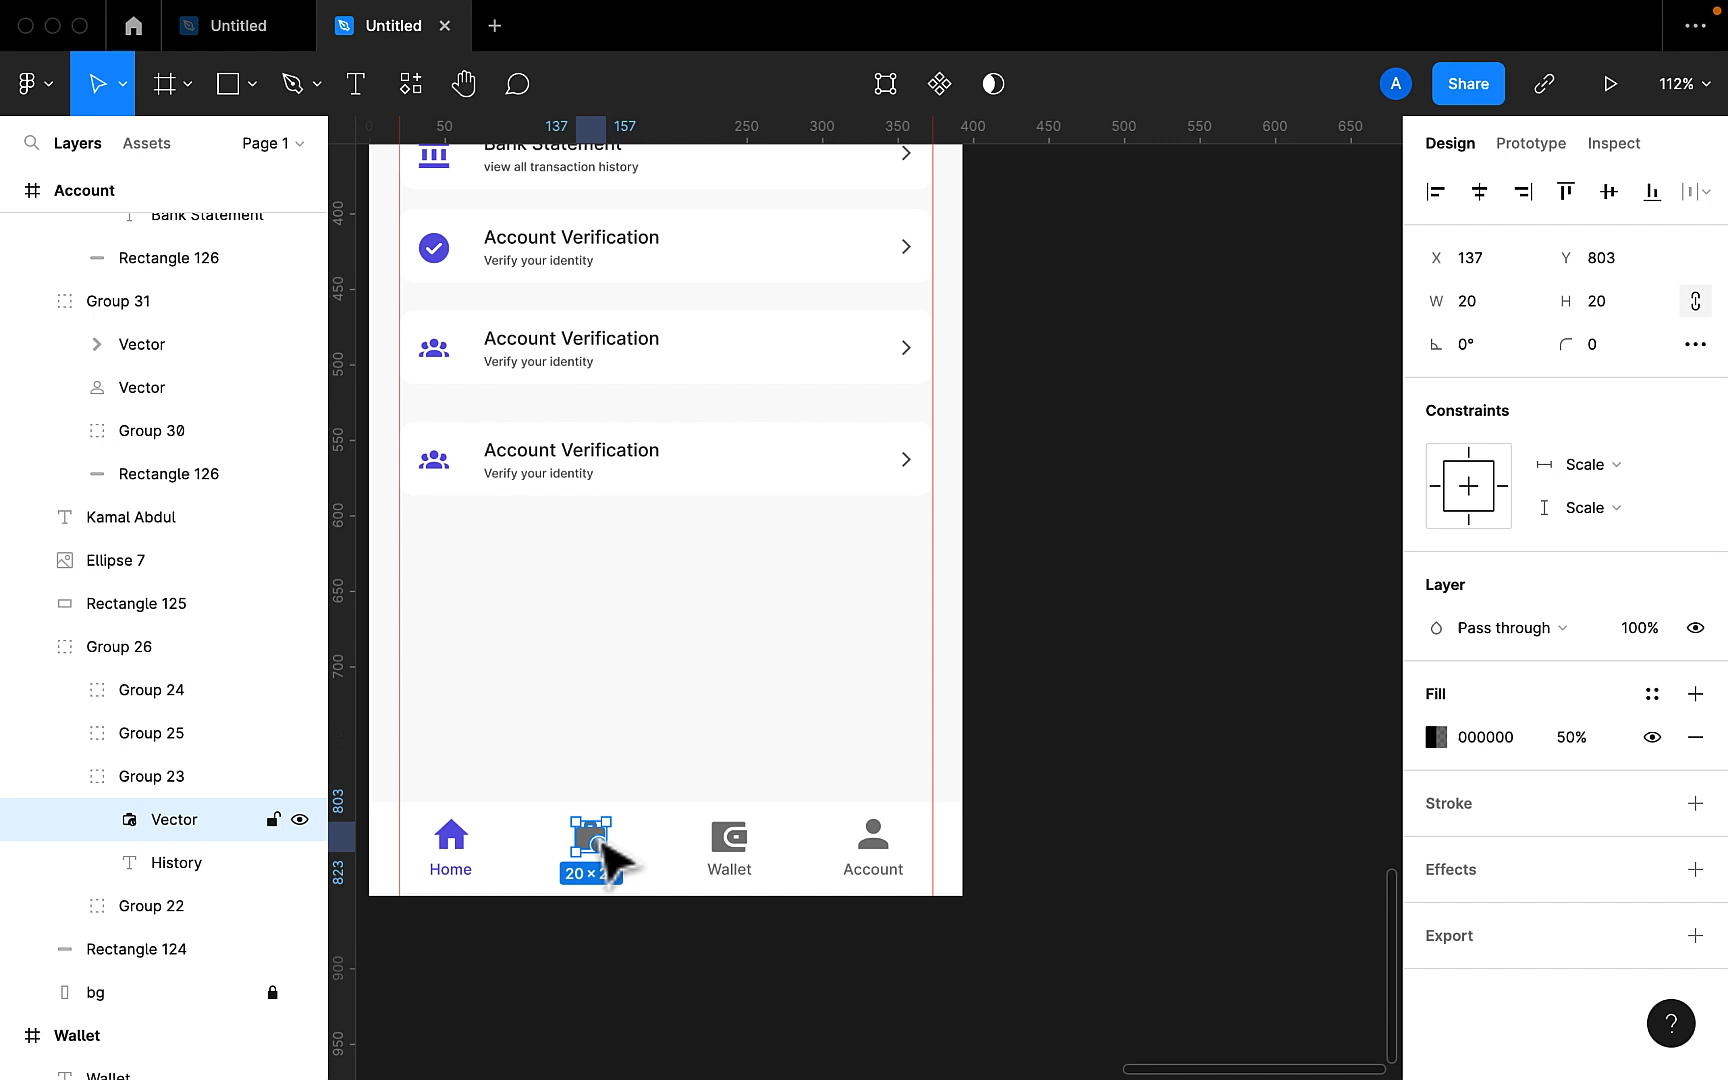 Untitled
Untitled
Share
112%
Layers
Assets
Page 1
0
50
137
157
250
300
350
400
450
500
550
600
650
Design
Prototype
Inspect
Account
Bank Statement
Rectangle 126
Group 31
Vector
Vector
Group 30
Rectangle 126
Kamal Abdul
Ellipse 7
Rectangle 125
Group 26
Group 24
Group 25
Group 23
Vector
History
Group 22
Rectangle 124
bg
Wallet
Wallet
400
450
500
550
600
650
700
803
823
900
950
Bank Statement
view all transaction history
Account Verification
Verify your identity
Account Verification
Verify your identity
Account Verification
Verify your identity
Home
20 × 2
Wallet
Account
X 137
Y 803
W 20
H 20
0°
0
Constraints
Scale
Scale
Layer
Pass through
100%
Fill
000000
50%
Stroke
Effects
Export
?
A